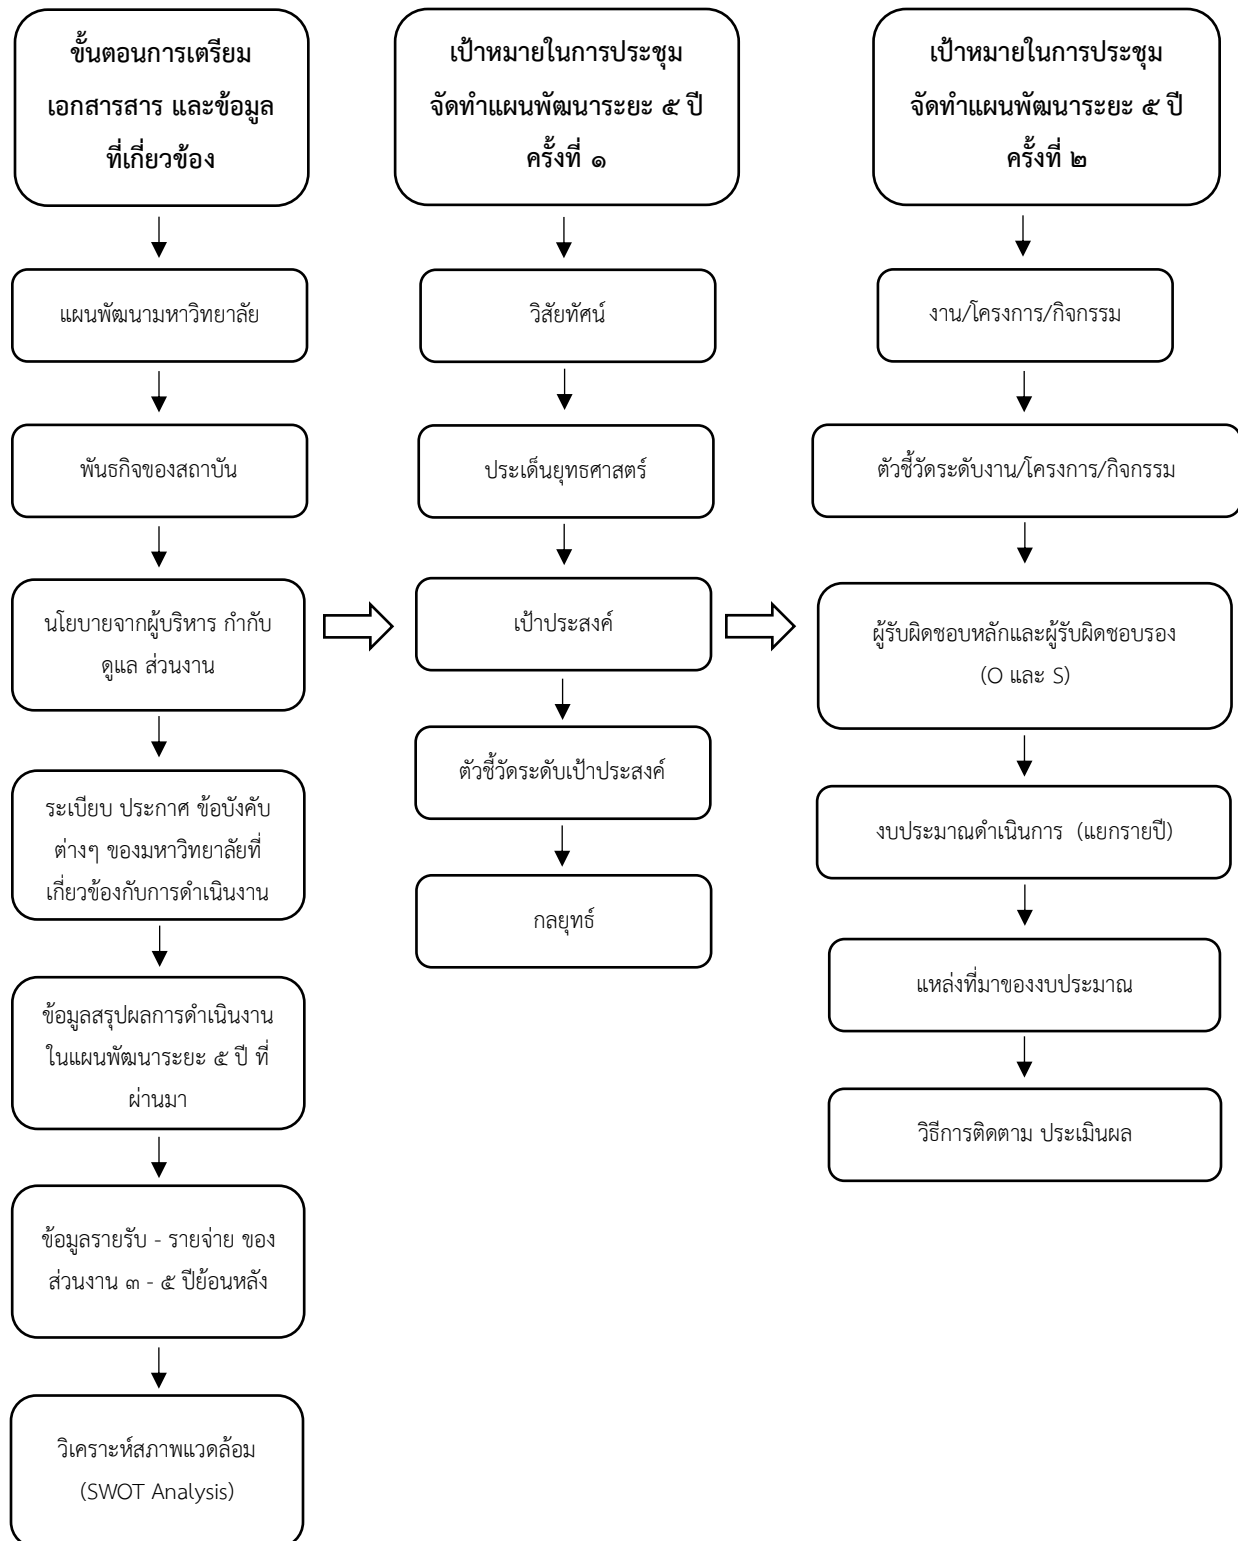 ขั้นตอนการเตรียม
เอกสารสาร และข้อมูล
ที่เกี่ยวข้อง
แผนพัฒนามหาวิทยาลัย
พันธกิจของสถาบัน
นโยบายจากผู้บริหาร กำกับ
ดูแล ส่วนงาน
ระเบียบ ประกาศ ข้อบังคับ
ต่างๆ ของมหาวิทยาลัยที่
เกี่ยวข้องกับการดำเนินงาน
ข้อมูลสรุปผลการดำเนินงาน
ในแผนพัฒนาระยะ ๕ ปี ที่
ผ่านมา
ข้อมูลรายรับ - รายจ่าย ของ
ส่วนงาน ๓ - ๕ ปีย้อนหลัง
วิเคราะห์สภาพแวดล้อม
(SWOT Analysis)
เป้าหมายในการประชุม
จัดทำแผนพัฒนาระยะ ๕ ปี
ครั้งที่ ๑
วิสัยทัศน์
ประเด็นยุทธศาสตร์
เป้าประสงค์
ตัวชี้วัดระดับเป้าประสงค์
กลยุทธ์
เป้าหมายในการประชุม
จัดทำแผนพัฒนาระยะ ๕ ปี
ครั้งที่ ๒
งาน/โครงการ/กิจกรรม
ตัวชี้วัดระดับงาน/โครงการ/กิจกรรม
ผู้รับผิดชอบหลักและผู้รับผิดชอบรอง
(O และ S)
งบประมาณดำเนินการ (แยกรายปี)
แหล่งที่มาของงบประมาณ
วิธีการติดตาม ประเมินผล